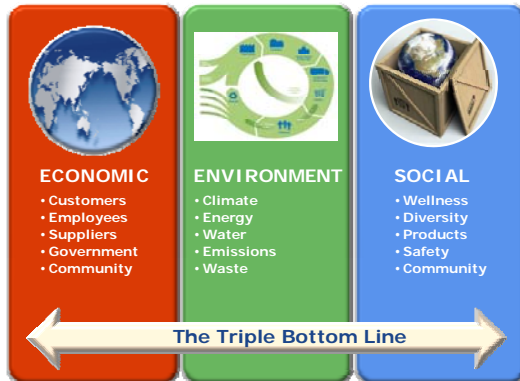 ECONOMIC
• Customers
• Employees
• Suppliers
• Government
• Community
ENVIRONMENT
• Climate
• Energy
• Water
• Emissions
• Waste
SOCIAL
• Wellness
• Diversity
• Products
• Safety
• Community
The Triple Bottom Line